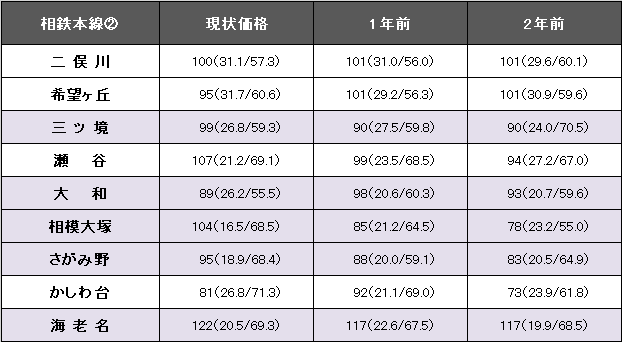 相鉄本線② 現状価格 1年前 2年前
二俣川 100(31.1/57.3) 101(31.0/56.0) 101(29.6/60.1)
希望ヶ丘 95(31.7/60.6) 101(29.2/56.3) 101(30.9/59.6)
三ツ境 99(26.8/59.3) 90(27.5/59.8) 90(24.0/70.5)
瀬谷 107(21.2/69.1) 99(23.5/68.5) 94(27.2/67.0)
大和 89(26.2/55.5) 98(20.6/60.3) 93(20.7/59.6)
相模大塚 104(16.5/68.5) 85(21.2/64.5) 78(23.2/55.0)
さがみ野 95(18.9/68.4) 88(20.0/59.1) 83(20.5/64.9)
かしわ台 81(26.8/71.3) 92(21.1/69.0) 73(23.9/61.8)
海老名 122(20.5/69.3) 117(22.6/67.5) 117(19.9/68.5)